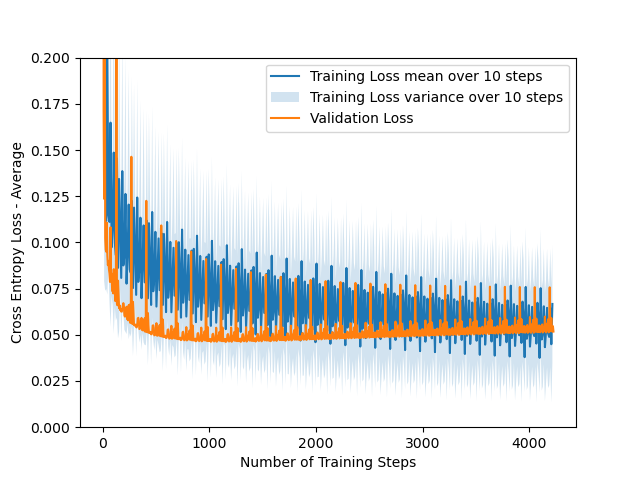 0.200
0.175
0.150
0.125
0.100
0.075
0.050
0.025
0.000
Cross Entropy Loss - Average
Training Loss mean over 10 steps
Training Loss variance over 10 steps
Validation Loss
0 1000 2000 3000 4000
Number of Training Steps